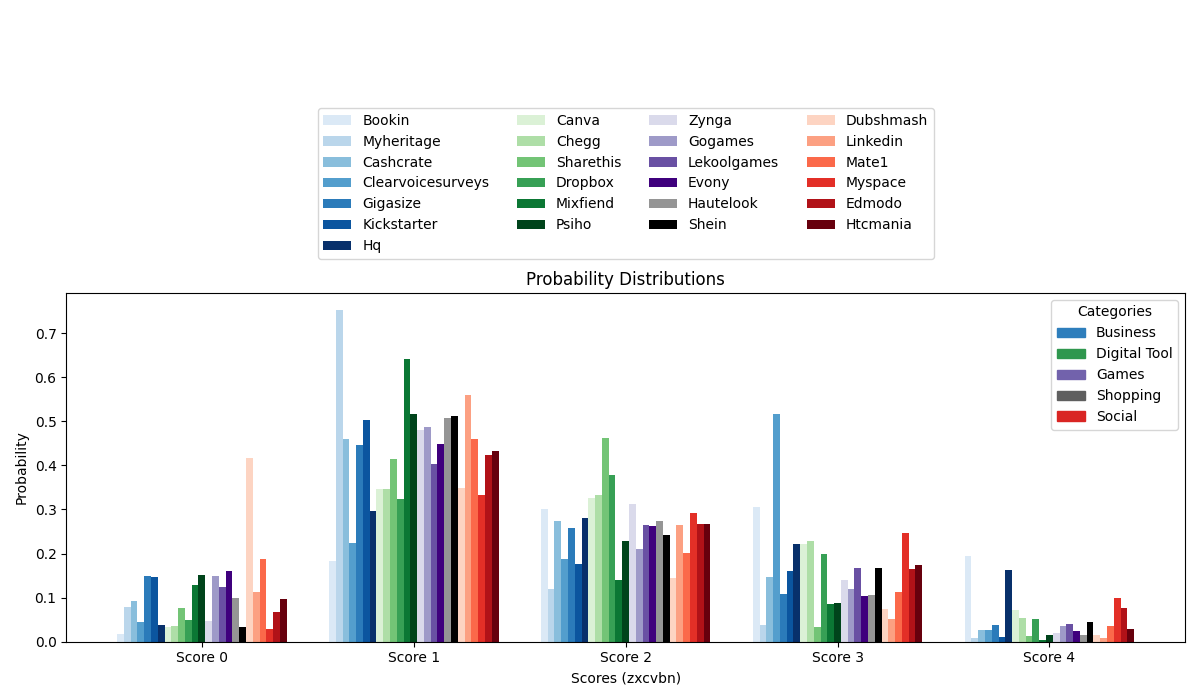 Bookin Canva Zynga Dubshmash
Myheritage Chegg Gogames Linkedin
Cashcrate Sharethis Lekoolgames Mate1
Clearvoicesurveys Dropbox Evony Myspace
Gigasize Mixfiend Hautelook Edmodo
Kickstarter Psiho Shein Htcmania
Hq
Probability Distributions
Categories
Business
Digital Tool
Games
Shopping
Social
Probability
0.7
0.6
0.5
0.4
0.3
0.2
0.1
0.0
Score 0 Score 1 Score 2 Score 3 Score 4
Scores (zxcvbn)